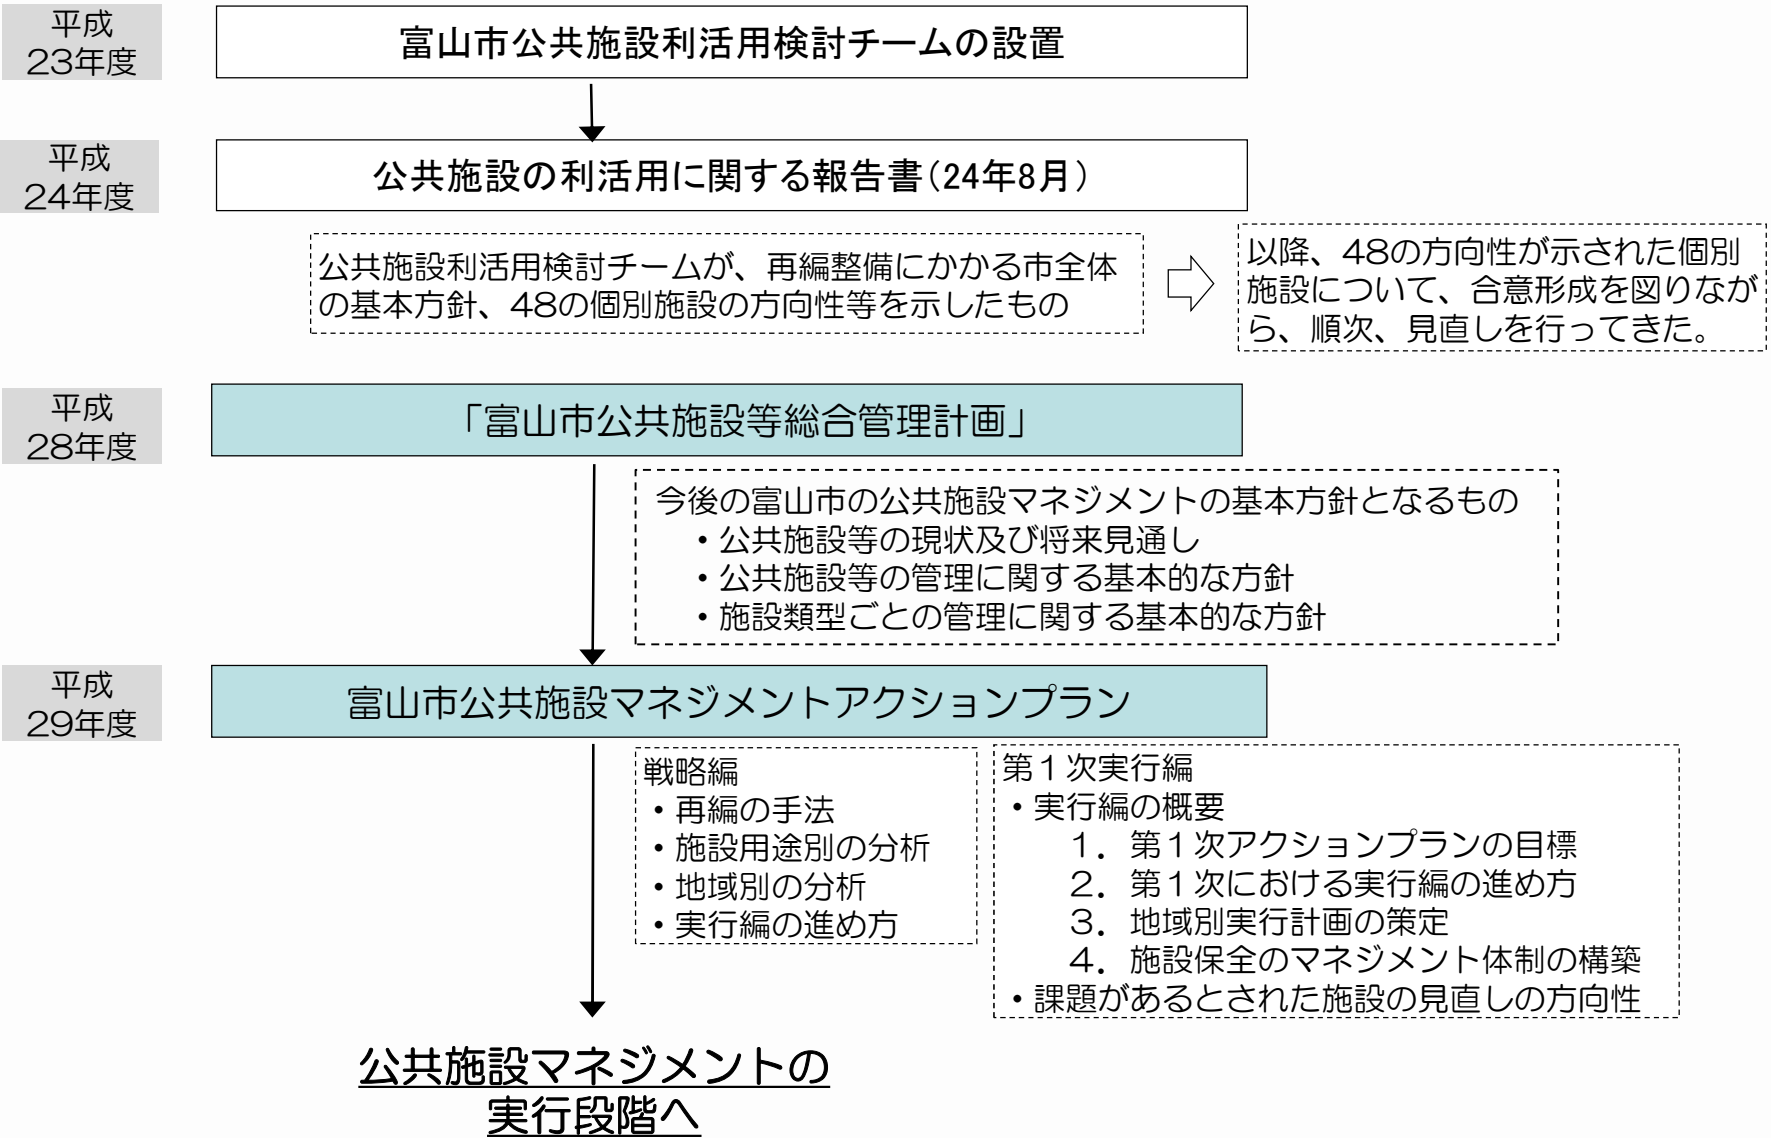 平成
23年度
富山市公共施設利活用検討チームの設置
平成
24年度
公共施設の利活用に関する報告書（24年8月）
公共施設利活用検討チームが、再編整備にかかる市全体
の基本方針、48の個別施設の方向性等を示したもの
以降、48の方向性が示された個別
施設について、合意形成を図りなが
ら、順次、見直しを行ってきた。
平成
28年度
「富山市公共施設等総合管理計画」
今後の富山市の公共施設マネジメントの基本方針となるもの
・公共施設等の現状及び将来見通し
・公共施設等の管理に関する基本的な方針
・施設類型ごとの管理に関する基本的な方針
平成
29年度
富山市公共施設マネジメントアクションプラン
戦略編
・再編の手法
・施設用途別の分析
・地域別の分析
・実行編の進め方
第１次実行編
・実行編の概要
１．第１次アクションプランの目標
２．第１次における実行編の進め方
３．地域別実行計画の策定
４．施設保全のマネジメント体制の構築
・課題があるとされた施設の見直しの方向性
公共施設マネジメントの
実行段階へ